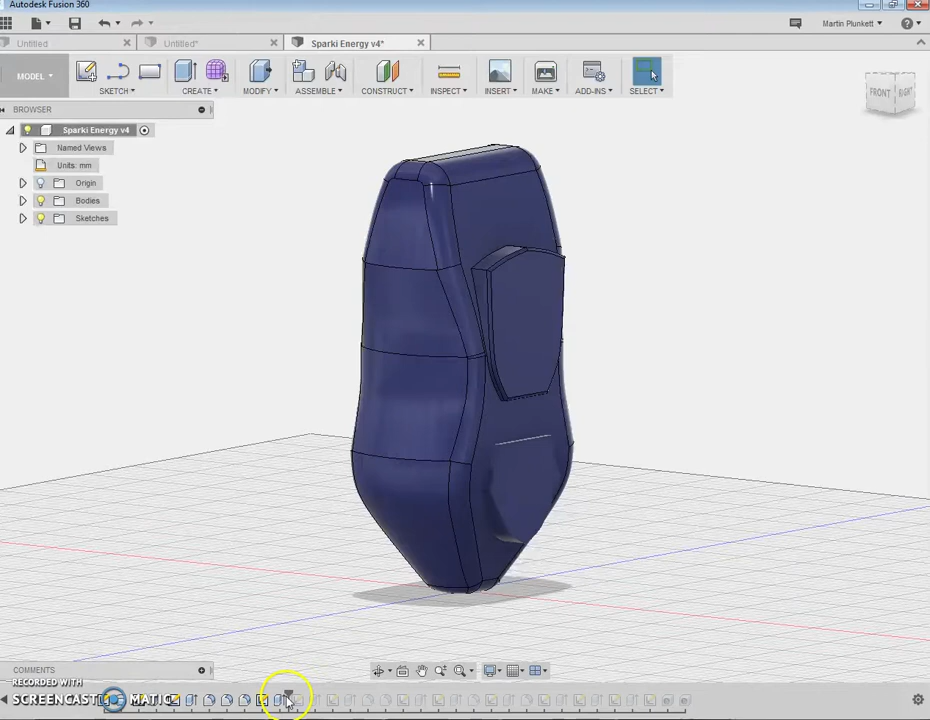 Autodesk Fusion 360
Martin Plunkett
Untitled
Untitled*
Sparki Energy v4*
MODEL
SKETCH
CREATE
MODIFY
ASSEMBLE
CONSTRUCT
INSPECT
INSERT
MAKE
ADD-INS
SELECT
BROWSER
FRONT
RIGHT
Sparki Energy v4
Named Views
Units: mm
Origin
Bodies
Sketches
COMMENTS
RECORDED WITH
SCREENCAST MATIC